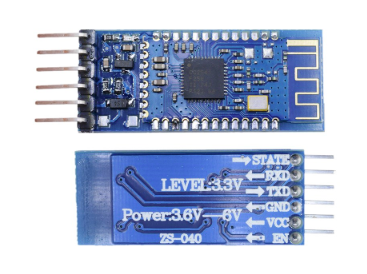 STATE
RXD
LEVEL:3.3V
TXD
GND
Power:3.6V—6V
VCC
ZS-040
EN